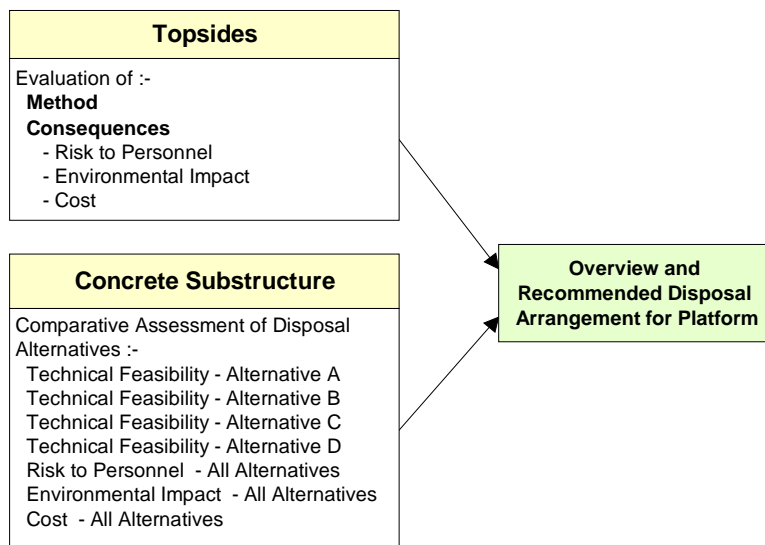 Topsides
Evaluation of :-
Method
Consequences
- Risk to Personnel
- Environmental Impact
- Cost
Concrete Substructure
Comparative Assessment of Disposal
Alternatives :-
Technical Feasibility - Alternative A
Technical Feasibility - Alternative B
Technical Feasibility - Alternative C
Technical Feasibility - Alternative D
Risk to Personnel - All Alternatives
Environmental Impact - All Alternatives
Cost - All Alternatives
Overview and
Recommended Disposal
Arrangement for Platform